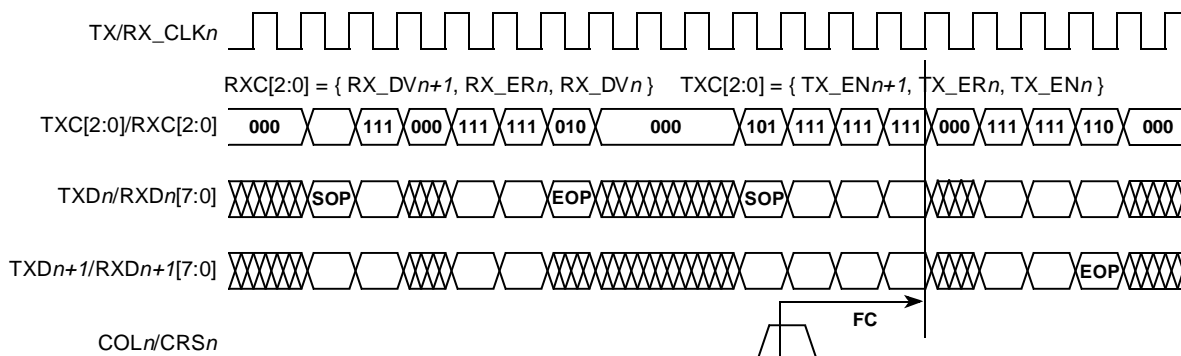 TX/RX_CLKn
RXC[2:0] = { RX_DVn+1, RX_ERn, RX_DVn } TXC[2:0] = { TX_ENn+1, TX_ERn, TX_ENn }
TXC[2:0]/RXC[2:0] 000 111 000 111 111 010 000 101 111 111 111 000 111 111 110 000
TXDn/RXDn[7:0] SOP EOP SOP
TXDn+1/RXDn+1[7:0] EOP
FC
COLn/CRSn